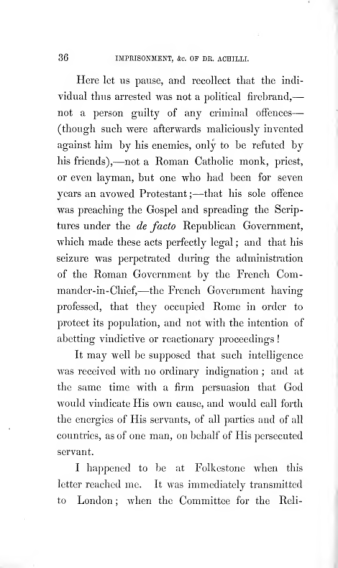 36 IMPRISONMENT, &c. OF DR. ACHILLI.
Here let us pause, and recollect that the indi-
vidual thus arrested was not a political firebrand,—
not a person guilty of any criminal offences—
(though such were afterwards maliciously invented
against him by his enemies, only to be refuted by
his friends),—not a Roman Catholic monk, priest,
or even layman, but one who had been for seven
years an avowed Protestant;—that his sole offence
was preaching the Gospel and spreading the Scrip-
tures under the de facto Republican Government,
which made these acts perfectly legal; and that his
seizure was perpetrated during the administration
of the Roman Government by the French Com-
mander-in-Chief,—the French Government having
professed, that they occupied Rome in order to
protect its population, and not with the intention of
abetting vindictive or reactionary proceedings!
It may well be supposed that such intelligence
was received with no ordinary indignation; and at
the same time with a firm persuasion that God
would vindicate His own cause, and would call forth
the energies of His servants, of all parties and of all
countries, as of one man, on behalf of His persecuted
servant.
I happened to be at Folkestone when this
letter reached me. It was immediately transmitted
to London; when the Committee for the Reli-